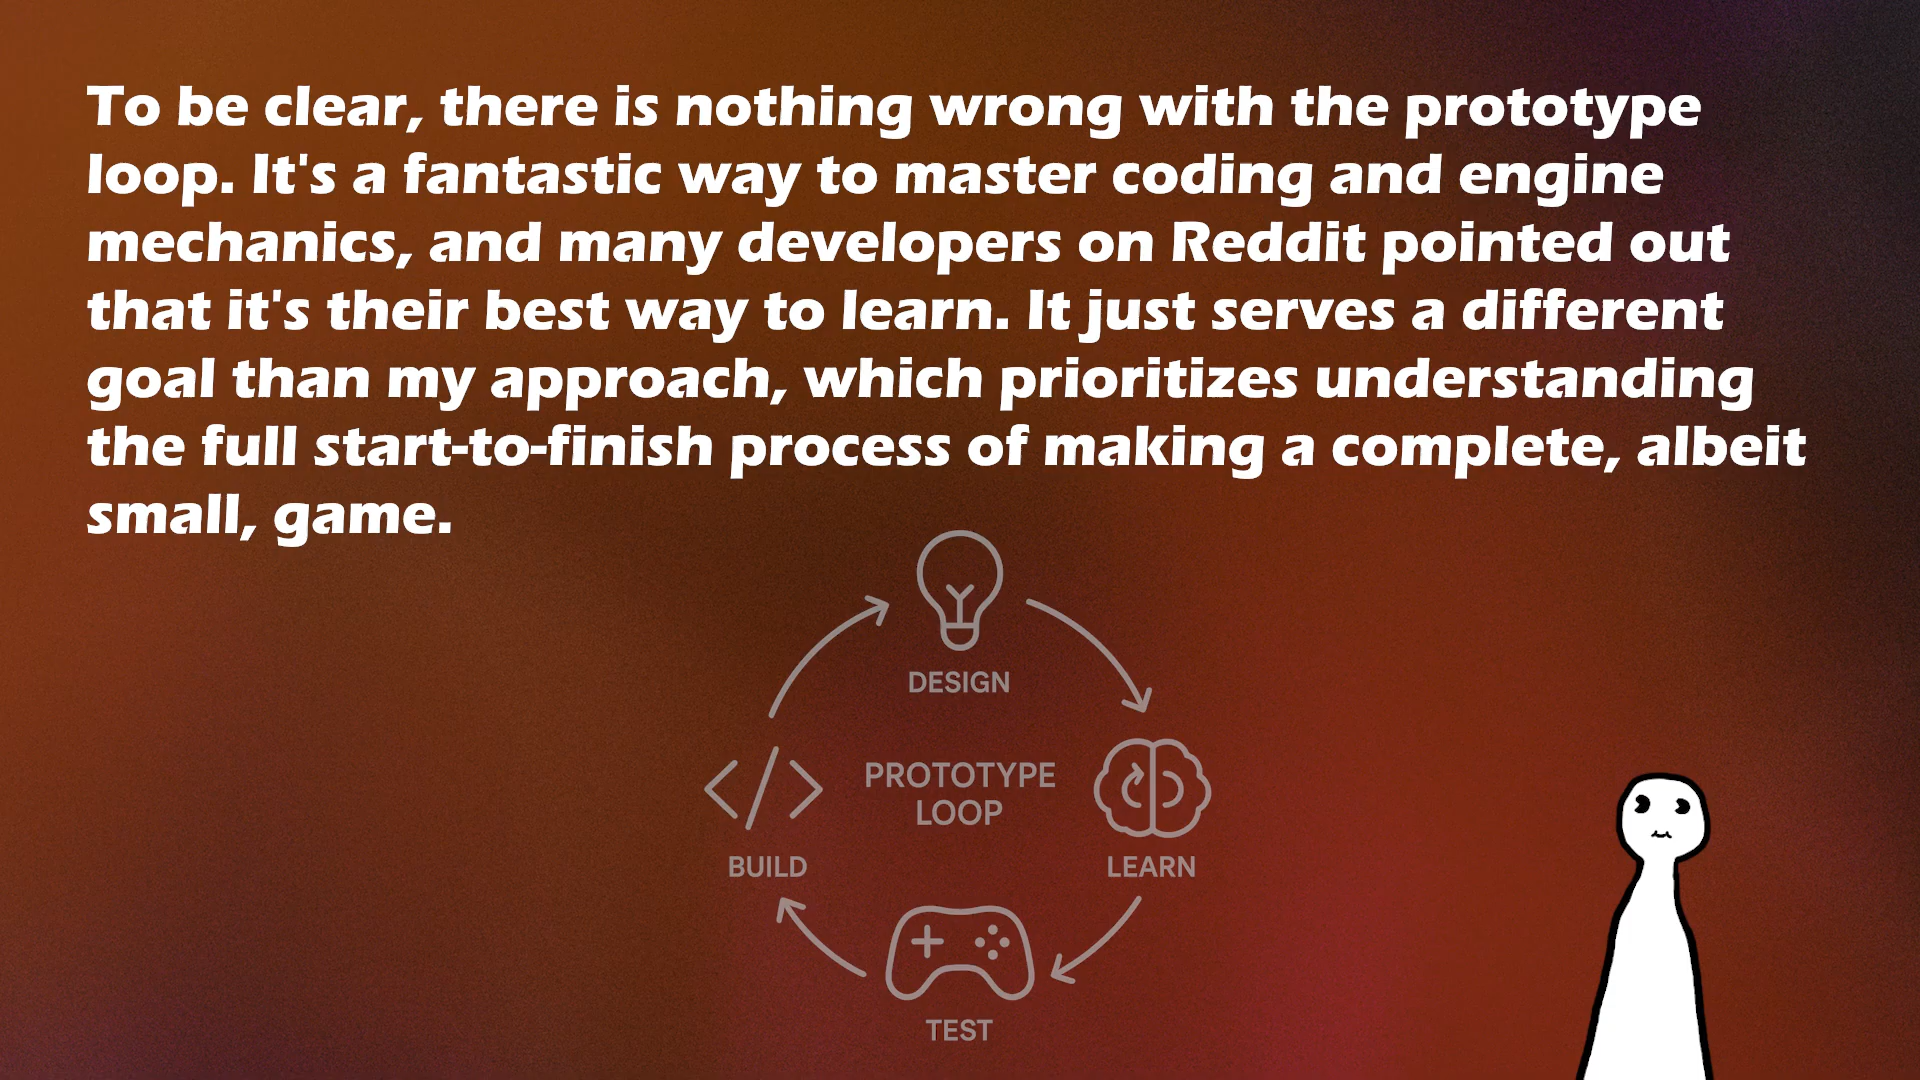 To be clear, there is nothing wrong with the prototype
loop. It's a fantastic way to master coding and engine
mechanics, and many developers on Reddit pointed out
that it's their best way to learn. It just serves a different
goal than my approach, which prioritizes understanding
the full start-to-finish process of making a complete, albeit
small, game.
DESIGN
PROTOTYPE
LOOP
BUILD
LEARN
TEST